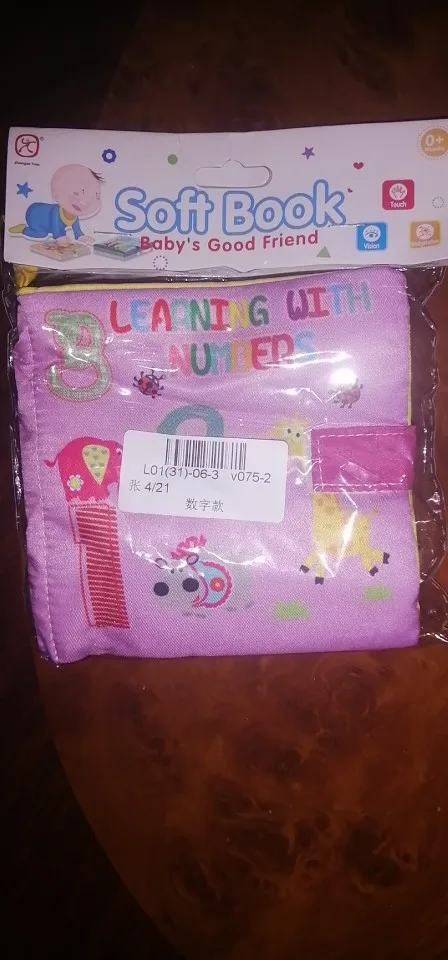 0+
Months
Soft Book
Touch
Baby's Good Friend
Vision
LEARNING WITH
NUMBERS
L01(31)-06-3 v075-2
张 4/21
数字款